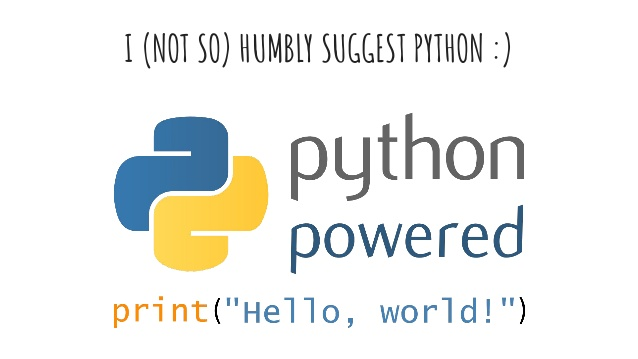 I (NOT SO) HUMBLY SUGGEST PYTHON :)
python
powered
print("Hello, world!")